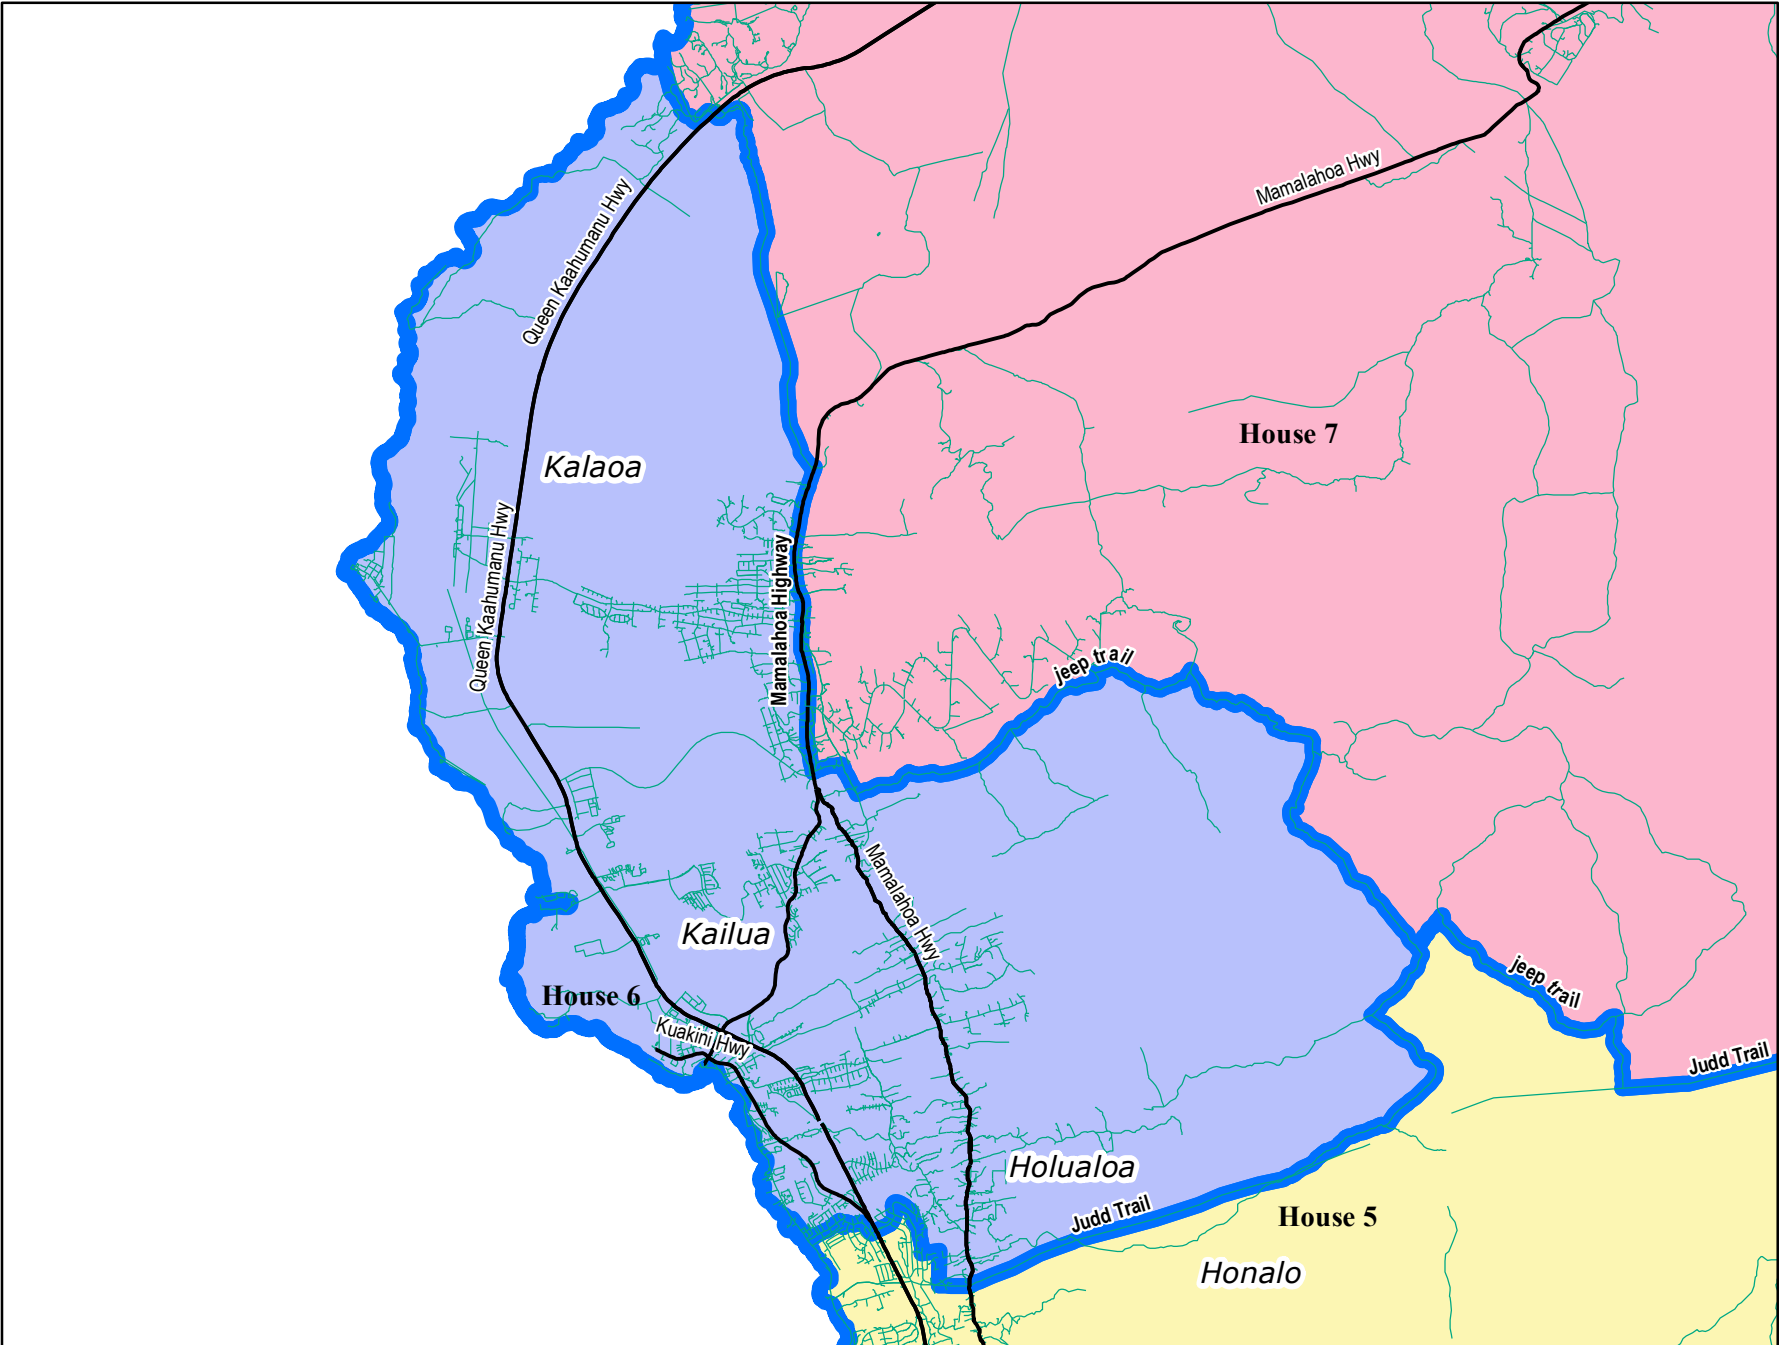 Mamalahoa Hwy
Queen Kaahumanu Hwy
House 7
Kalaoa
Queen Kaahumanu Hwy
Mamalahoa Highway
jeep trail
Mamalahoa Hwy
Kailua
jeep trail
House 6
Kuakini Hwy
Judd Trail
Holualoa
Judd Trail
House 5
Honalo